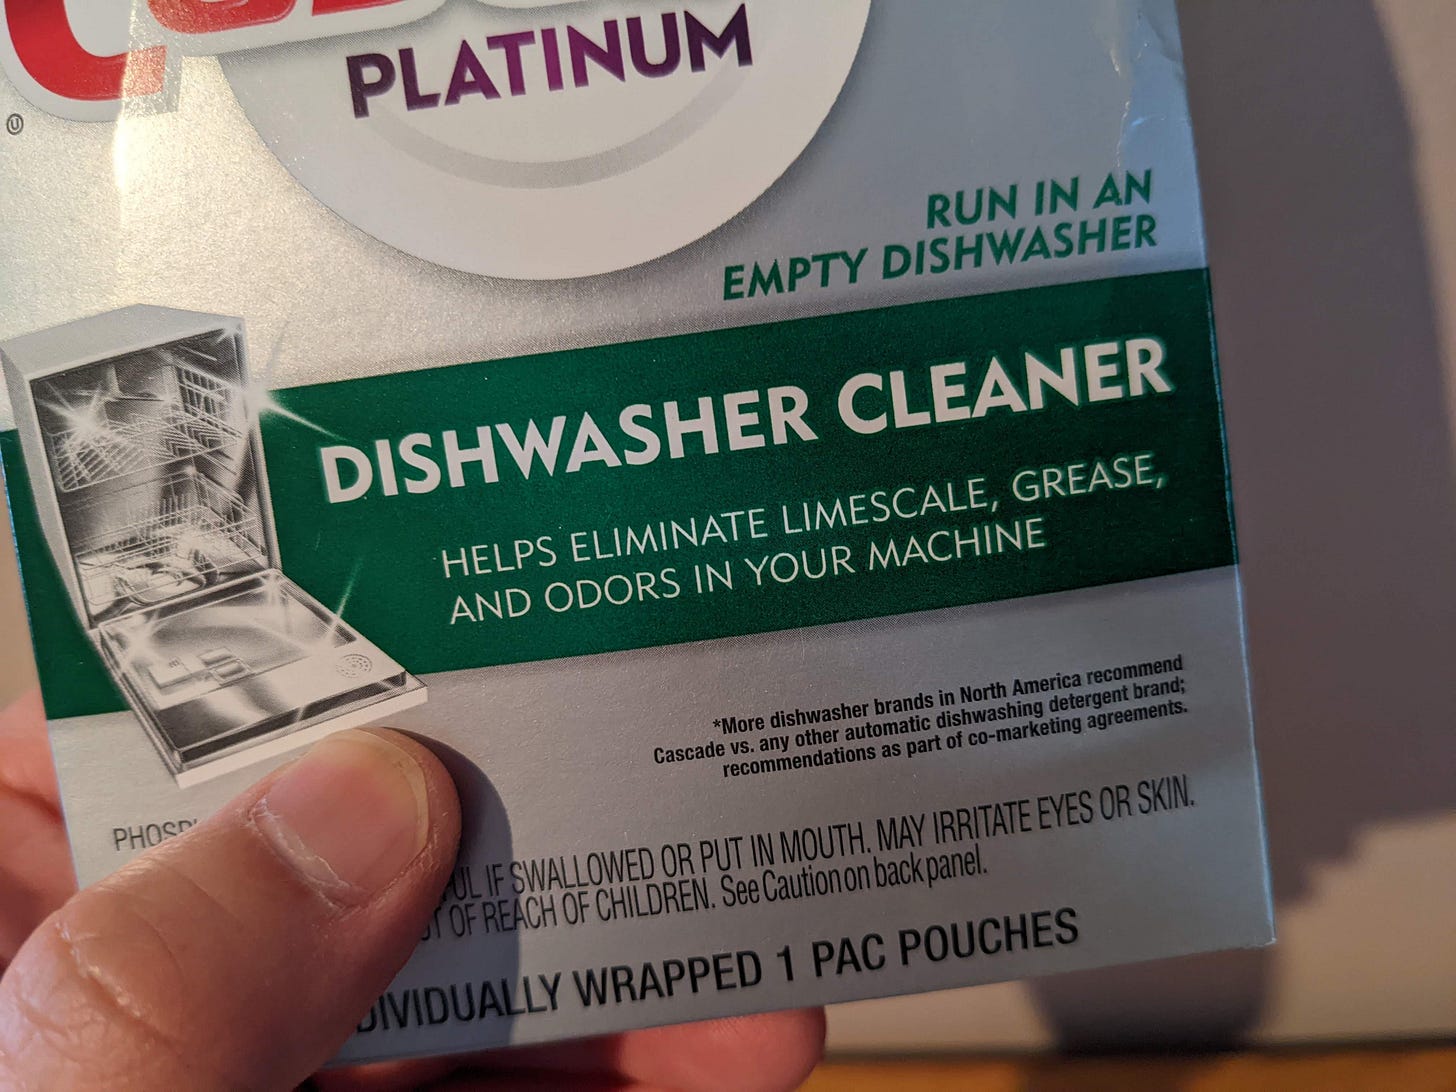 PLATINUM
RUN IN AN
EMPTY DISHWASHER
DISHWASHER CLEANER
HELPS ELIMINATE LIMESCALE, GREASE,
AND ODORS IN YOUR MACHINE
*More dishwasher brands in North America recommend
Cascade vs. any other automatic dishwashing detergent brand;
recommendations as part of co-marketing agreements.
IF SWALLOWED OR PUT IN MOUTH. MAY IRRITATE EYES OR SKIN.
OF REACH OF CHILDREN. See Caution on back panel.
WRAPPED 1 PAC POUCHES